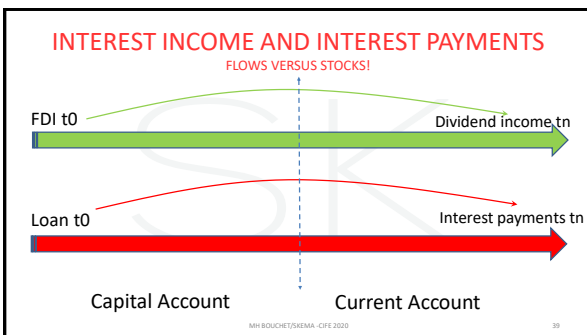 INTEREST INCOME AND INTEREST PAYMENTS
FLOWS VERSUS STOCKS!
FDI t0
Dividend income tn
Loan t0
Interest payments tn
Capital Account
Current Account
MH BOUCHET/SKEMA -CIFE 2020
39
SK